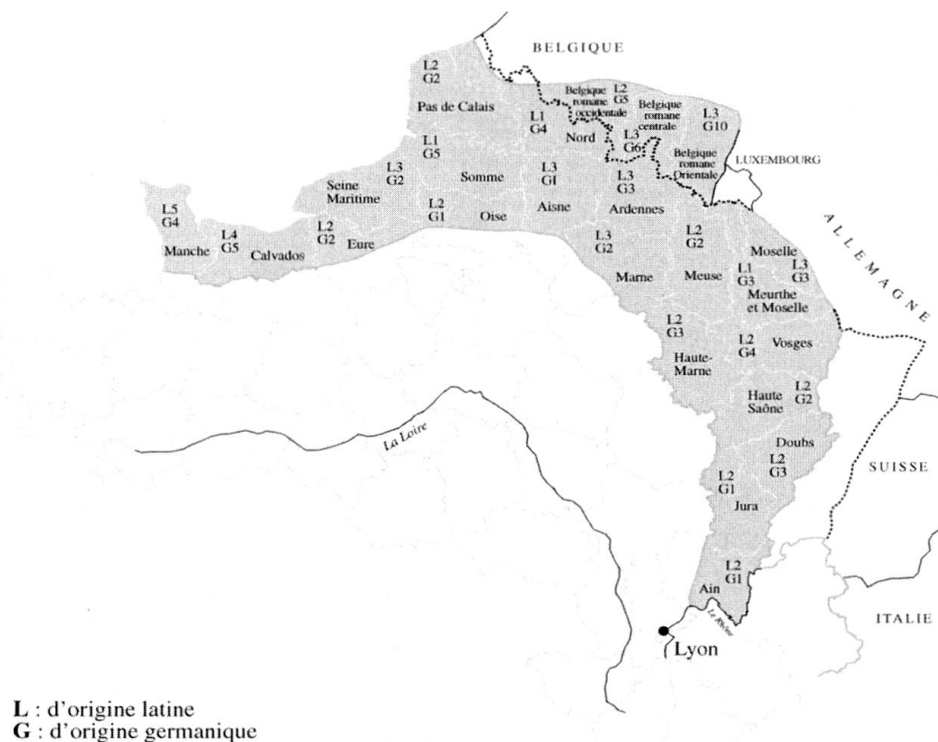 BELGIQUE
L2
G2
Pas de Calais
Belgique
romane
occidentale
L2
G5
Belgique
romane
centrale
L3
G10
L1
G4
Nord
L3
G6
Belgique
romane
Orientale
LUXEMBOURG
L1
G5
L3
G2
Somme
L3
G1
L3
G3
Seine
Maritime
L5
G4
Manche
L4
G5
Calvados
L2
G2
Eure
L2
G1
Oise
Aisne
Ardennes
ALLEMAGNE
L3
G2
Marne
L2
G2
Meuse
Moselle
L1
G3
L3
G3
Meurthe
et Moselle
L2
G3
Haute-
Marne
L2
G4
Vosges
L2
G2
Haute
Saône
La Loire
Doubs
L2
G3
SUISSE
L2
G1
Jura
L2
G1
Ain
Le Rhône
ITALIE
Lyon
L : d'origine latine
G : d'origine germanique